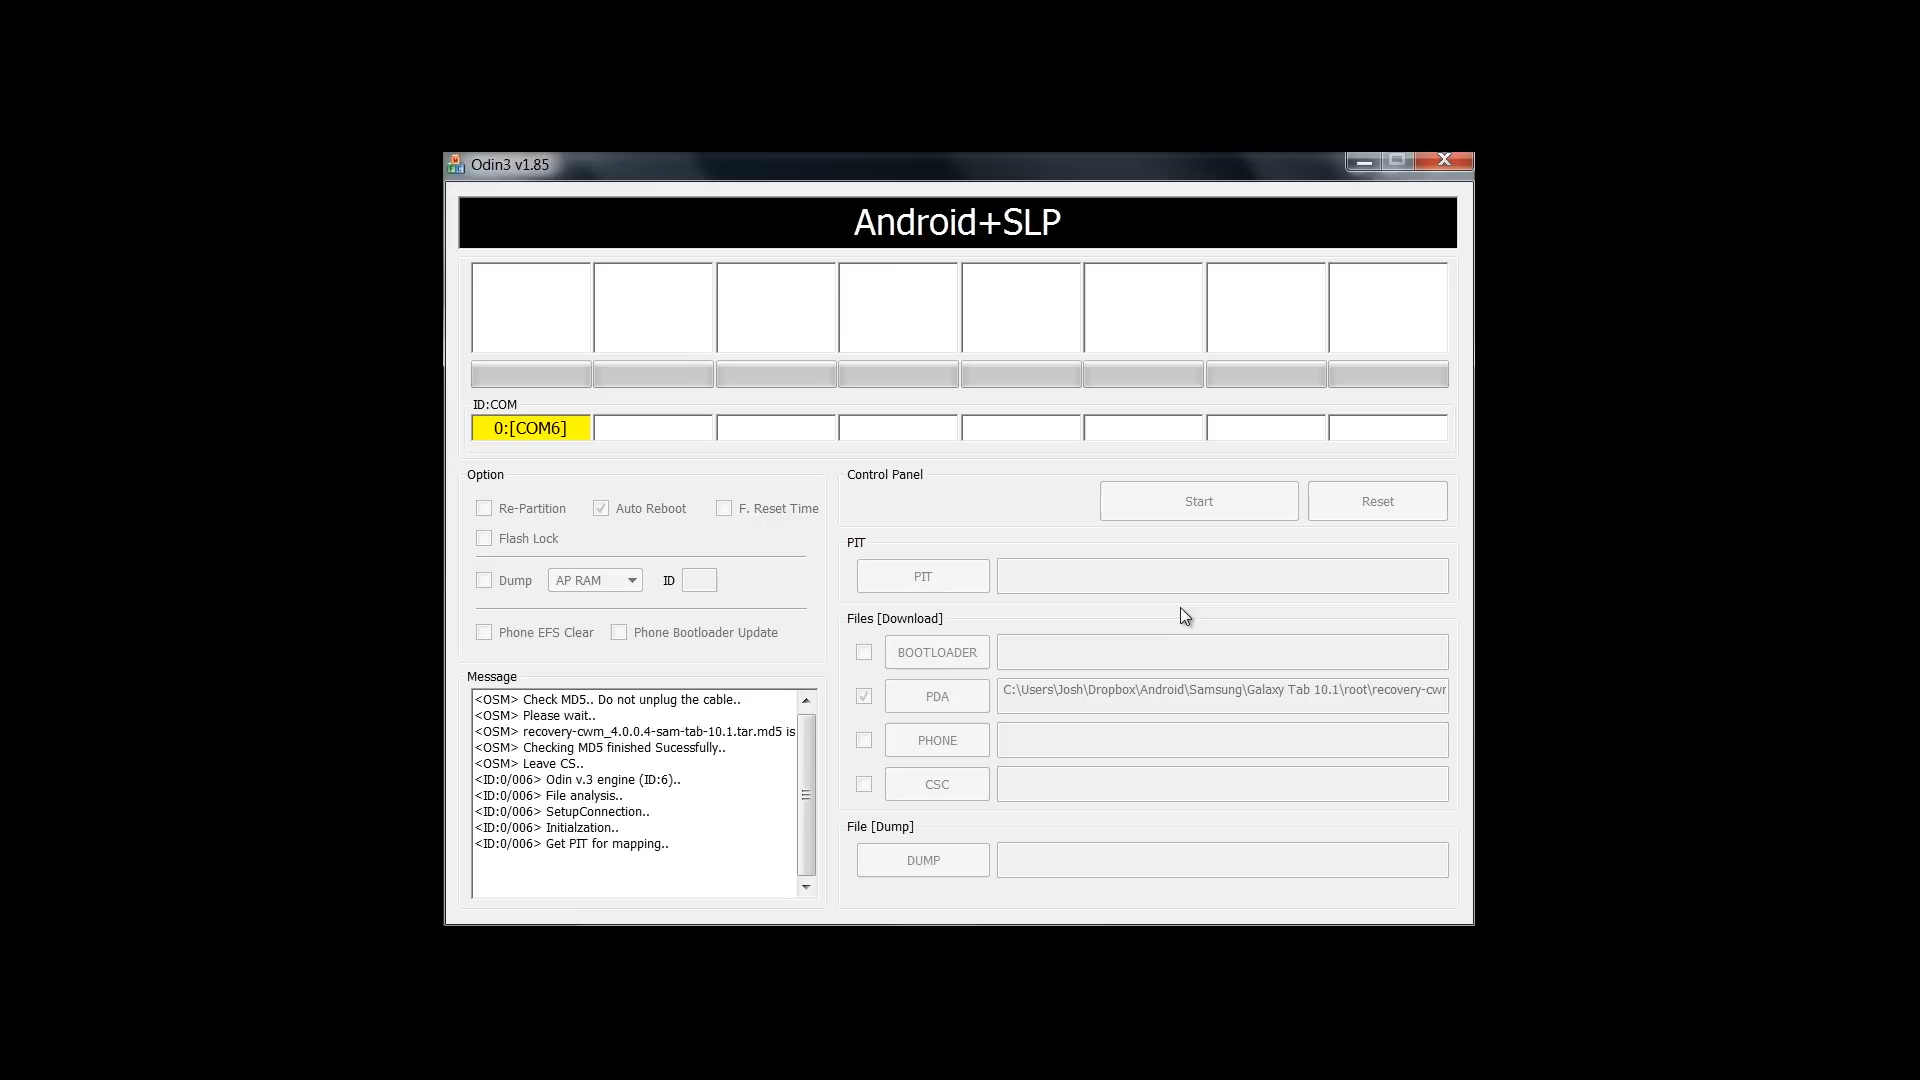 Odin3 v1.85
Android+SLP
ID:COM
0:[COM6]
Option
Re-Partition Auto Reboot F. Reset Time
Flash Lock
Dump AP RAM ID
Phone EFS Clear Phone Bootloader Update
Message
<OSM> Check MD5.. Do not unplug the cable..
<OSM> Please wait..
<OSM> recovery-cwm_4.0.0.4-sam-tab-10.1.tar.md5 is
<OSM> Checking MD5 finished Sucessfully..
<OSM> Leave CS..
<ID:0/006> Odin v.3 engine (ID:6)..
<ID:0/006> File analysis..
<ID:0/006> SetupConnection..
<ID:0/006> Initialzation..
<ID:0/006> Get PIT for mapping..
Control Panel
Start Reset
PIT
PIT
Files [Download]
BOOTLOADER
PDA C:\Users\Josh\Dropbox\Android\Samsung\Galaxy Tab 10.1\root\recovery-cwr
PHONE
CSC
File [Dump]
DUMP